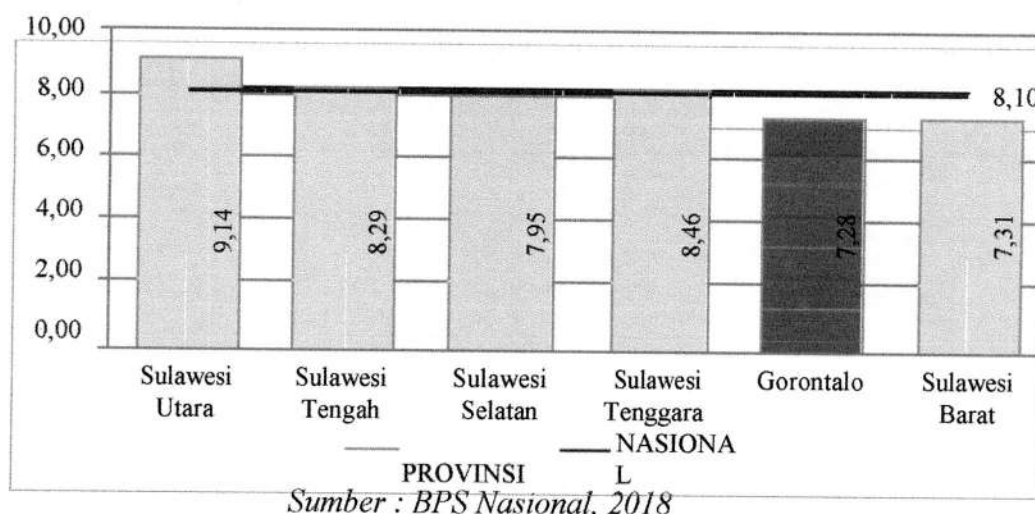 10,00
8,00
6,00
4,00
2,00
0,00
8,10
9,14
8,29
7,95
8,46
7,28
7,31
Sulawesi Utara
Sulawesi Tengah
Sulawesi Selatan
Sulawesi Tenggara
Gorontalo
Sulawesi Barat
PROVINSI
NASIONA
L
Sumber : BPS Nasional, 2018